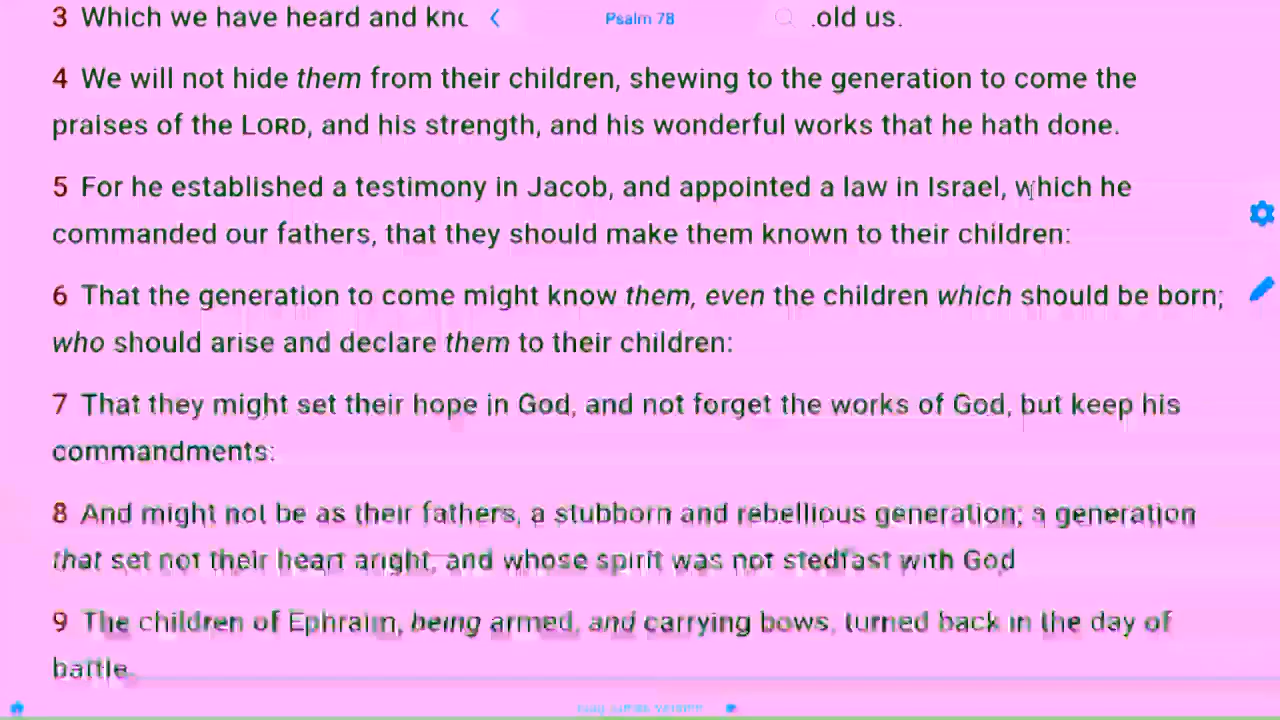 3 Which we have heard and
Psalm 78
old us.
4 We will not hide them from their children, shewing to the generation to come the
praises of the LORD, and his strength, and his wonderful works that he hath done.
5 For he established a testimony in Jacob, and appointed a law in Israel, which he
commanded our fathers, that they should make them known to their children:
6 That the generation to come might know them, even the children which should be born;
who should arise and declare them to their children:
7 That they might set their hope in God, and not forget the works of God, but keep his
commandments:
8 And might not be as their fathers, a stubborn and rebellious generation; a generation
that set not their heart aright, and whose spirit was not stedfast with God
9 The children of Ephraim, being armed, and carrying bows, turned back in the day of
battle.
King James Version